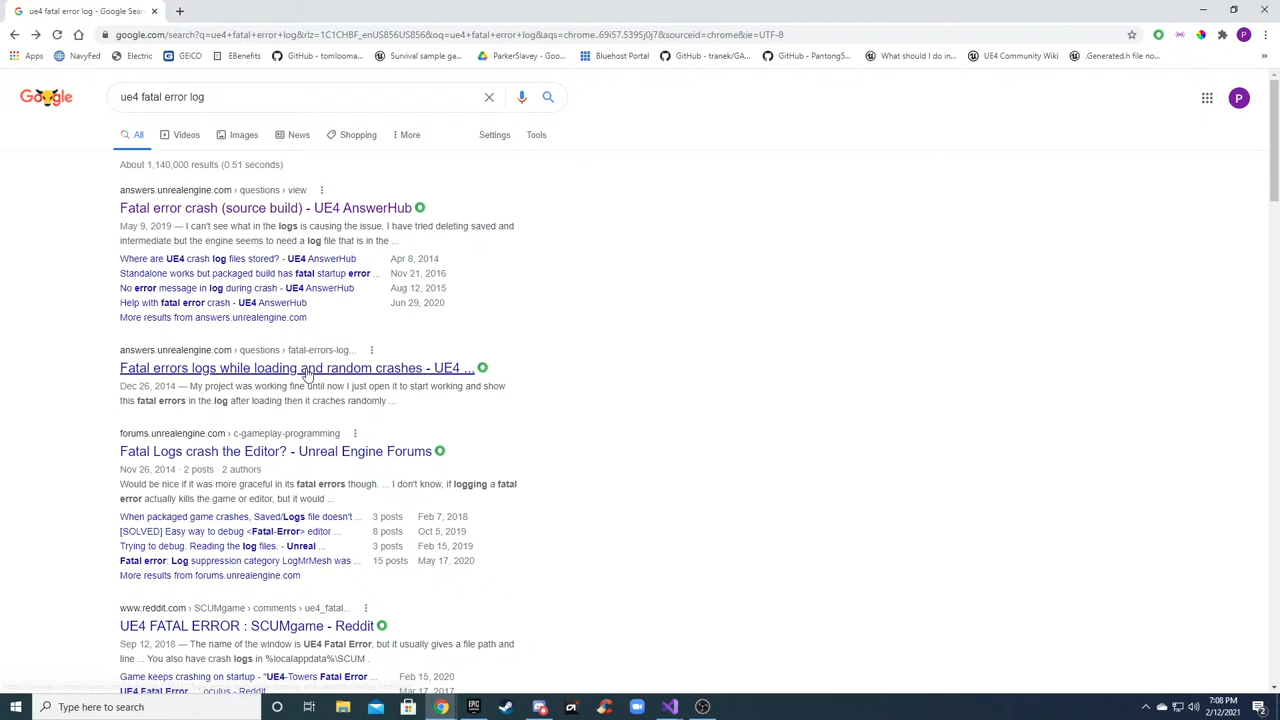 ue4 fatal error log - Google Sear
google.com/search?q=ue4+fatal+error+log&rlz=1C1CHBF_enUS856US856&oq=ue4+fatal+error+log&aqs=chrome..69i57.5395j0j7&sourceid=chrome&ie=UTF-8
Apps NavyFed Electric GEICO EBenefits GitHub - tomlooma... Survival sample gam... ParkerSlavey - Goo... Bluehost Portal GitHub - tranek/GA... GitHub - Pantong5... What should I do in... UE4 Community Wiki .Generated.h file no... »
Google ue4 fatal error log P
All Videos Images News Shopping More Settings Tools
About 1,140,000 results (0.51 seconds)
answers.unrealengine.com › questions › view
Fatal error crash (source build) - UE4 AnswerHub
May 9, 2019 — I can't see what in the logs is causing the issue. I have tried deleting saved and
intermediate but the engine seems to need a log file that is in the ...
Where are UE4 crash log files stored? - UE4 AnswerHub Apr 8, 2014
Standalone works but packaged build has fatal startup error ... Nov 21, 2016
No error message in log during crash - UE4 AnswerHub Aug 12, 2015
Help with fatal error crash - UE4 AnswerHub Jun 29, 2020
More results from answers.unrealengine.com
answers.unrealengine.com › questions › fatal-errors-log...
Fatal errors logs while loading and random crashes - UE4 ...
Dec 26, 2014 — My project was working fine until now I just open it to start working and show
this fatal errors in the log after loading then it craches randomly ...
forums.unrealengine.com › c-gameplay-programming
Fatal Logs crash the Editor? - Unreal Engine Forums
Nov 26, 2014 · 2 posts · 2 authors
Would be nice if it was more graceful in its fatal errors though. ... I don't know, if logging a fatal
error actually kills the game or editor, but it would ...
When packaged game crashes, Saved/Logs file doesn't ... 3 posts Feb 7, 2018
[SOLVED] Easy way to debug <Fatal-Error> editor ... 8 posts Oct 5, 2019
Trying to debug. Reading the log files. - Unreal ... 3 posts Feb 15, 2019
Fatal error: Log suppression category LogMrMesh was ... 15 posts May 17, 2020
More results from forums.unrealengine.com
www.reddit.com › SCUMgame › comments › ue4_fatal...
UE4 FATAL ERROR : SCUMgame - Reddit
Sep 12, 2018 — The name of the window is UE4 Fatal Error, but it usually gives a file path and
line ... You also have crash logs in %localappdata%\SCUM .
Game keeps crashing on startup - "UE4-Towers Fatal Error ... Feb 15, 2020
UE4 Fatal Error ... : oculus - Reddit Mar 17, 2017
Type here to search
7:08 PM
2/12/2021